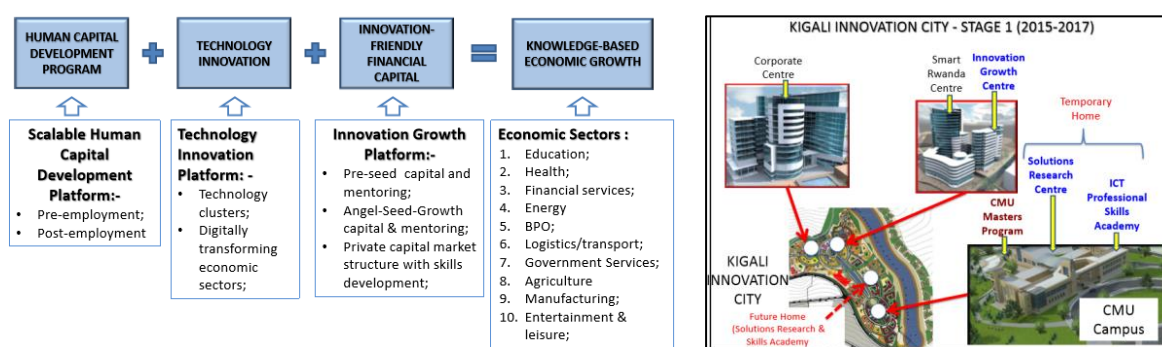 HUMAN CAPITAL
DEVELOPMENT
PROGRAM
+
TECHNOLOGY
INNOVATION
+
INNOVATION-
FRIENDLY
FINANCIAL
CAPITAL
=
KNOWLEDGE-BASED
ECONOMIC GROWTH
Scalable Human
Capital
Development
Platform:-
• Pre-employment;
• Post-employment
Technology
Innovation
Platform: -
• Technology
clusters;
• Digitally
transforming
economic
sectors;
Innovation Growth
Platform:-
• Pre-seed capital and
mentoring;
• Angel-Seed-Growth
capital & mentoring;
• Private capital market
structure with skills
development;
Economic Sectors :
1. Education;
2. Health;
3. Financial services;
4. Energy
5. BPO;
6. Logistics/transport;
7. Government Services;
8. Agriculture
9. Manufacturing;
10. Entertainment &
leisure;
KIGALI INNOVATION CITY - STAGE 1 (2015-2017)
Corporate
Centre
Smart
Rwanda
Centre
Innovation
Growth
Centre
Temporary
Home
Solutions
Research
Centre
ICT
Professional
Skills
Academy
CMU
Masters
Program
KIGALI
INNOVATION
CITY
Future Home
(Solutions Research &
Skills Academy
CMU
Campus